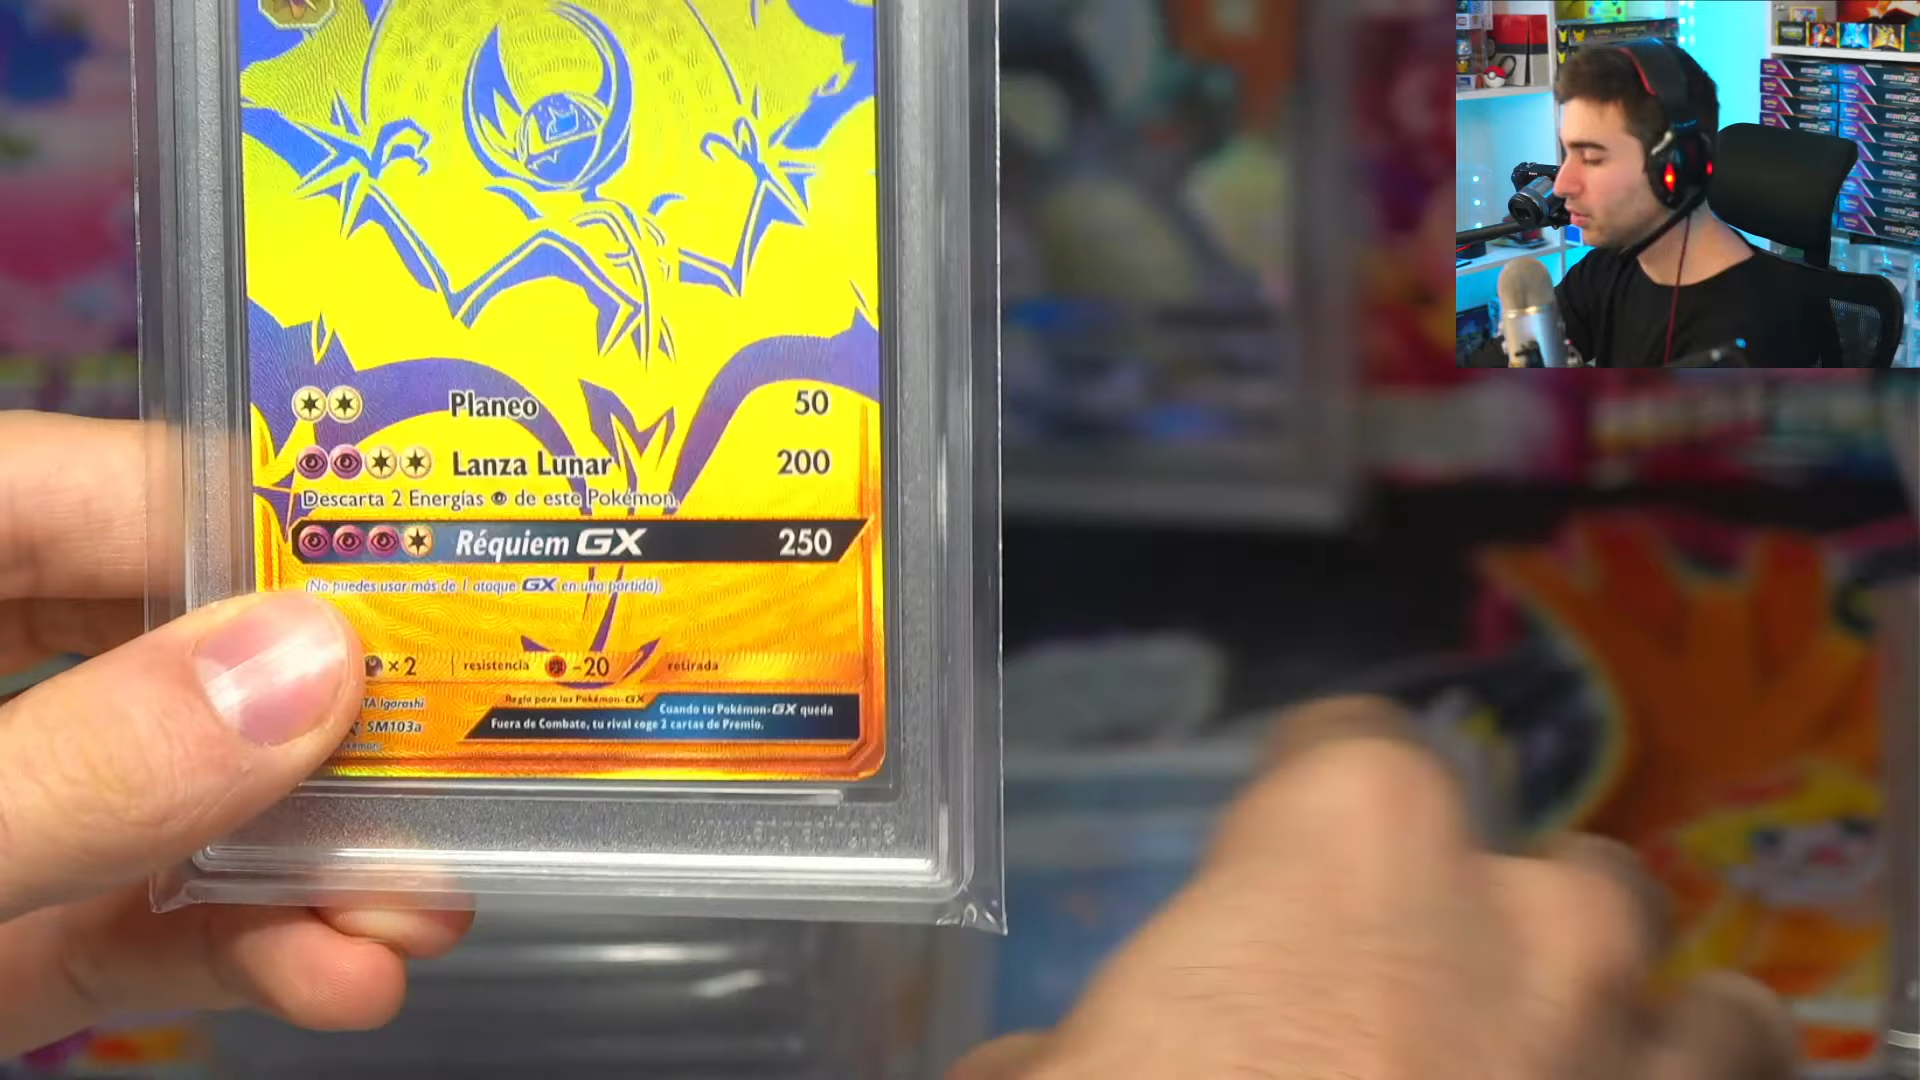 Planeo 50
Lanza Lunar 200
Descarta 2 Energías de este Pokémon.
Réquiem GX 250
(No puedes usar más de 1 ataque GX en una partida).
× 2 resistencia -20 retirada
TA Igarashi
SM103a
Regla para los Pokémon-GX
Cuando tu Pokémon-GX queda
Fuera de Combate, tu rival coge 2 cartas de Premio.